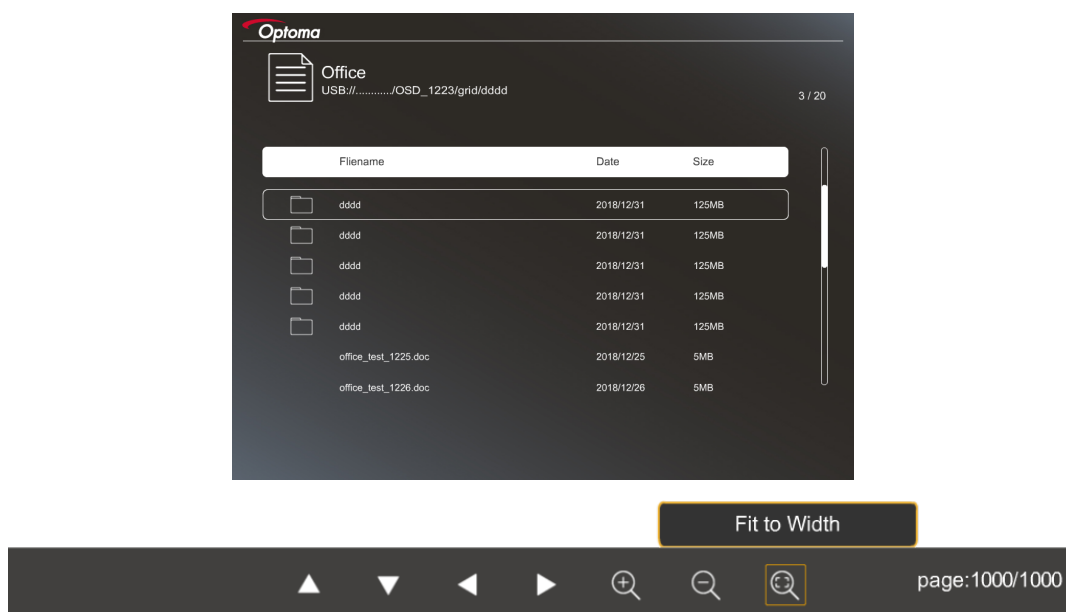 Optoma
Office
USB://............/OSD_1223/grid/dddd
3 / 20
Fliename Date Size
dddd 2018/12/31 125MB
dddd 2018/12/31 125MB
dddd 2018/12/31 125MB
dddd 2018/12/31 125MB
dddd 2018/12/31 125MB
office_test_1225.doc 2018/12/25 5MB
office_test_1226.doc 2018/12/26 5MB
Fit to Width
page:1000/1000